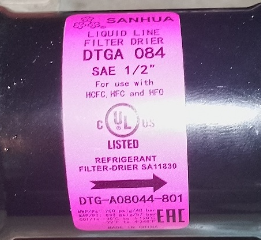 SANHUA
LIQUID LINE
FILTER DRIER
DTGA 084
SAE 1/2"
For use with
HCFC, HFC and HFO
C UL US
LISTED
REFRIGERANT
FILTER-DRIER SA11830
DTG-A08044-801
EAC